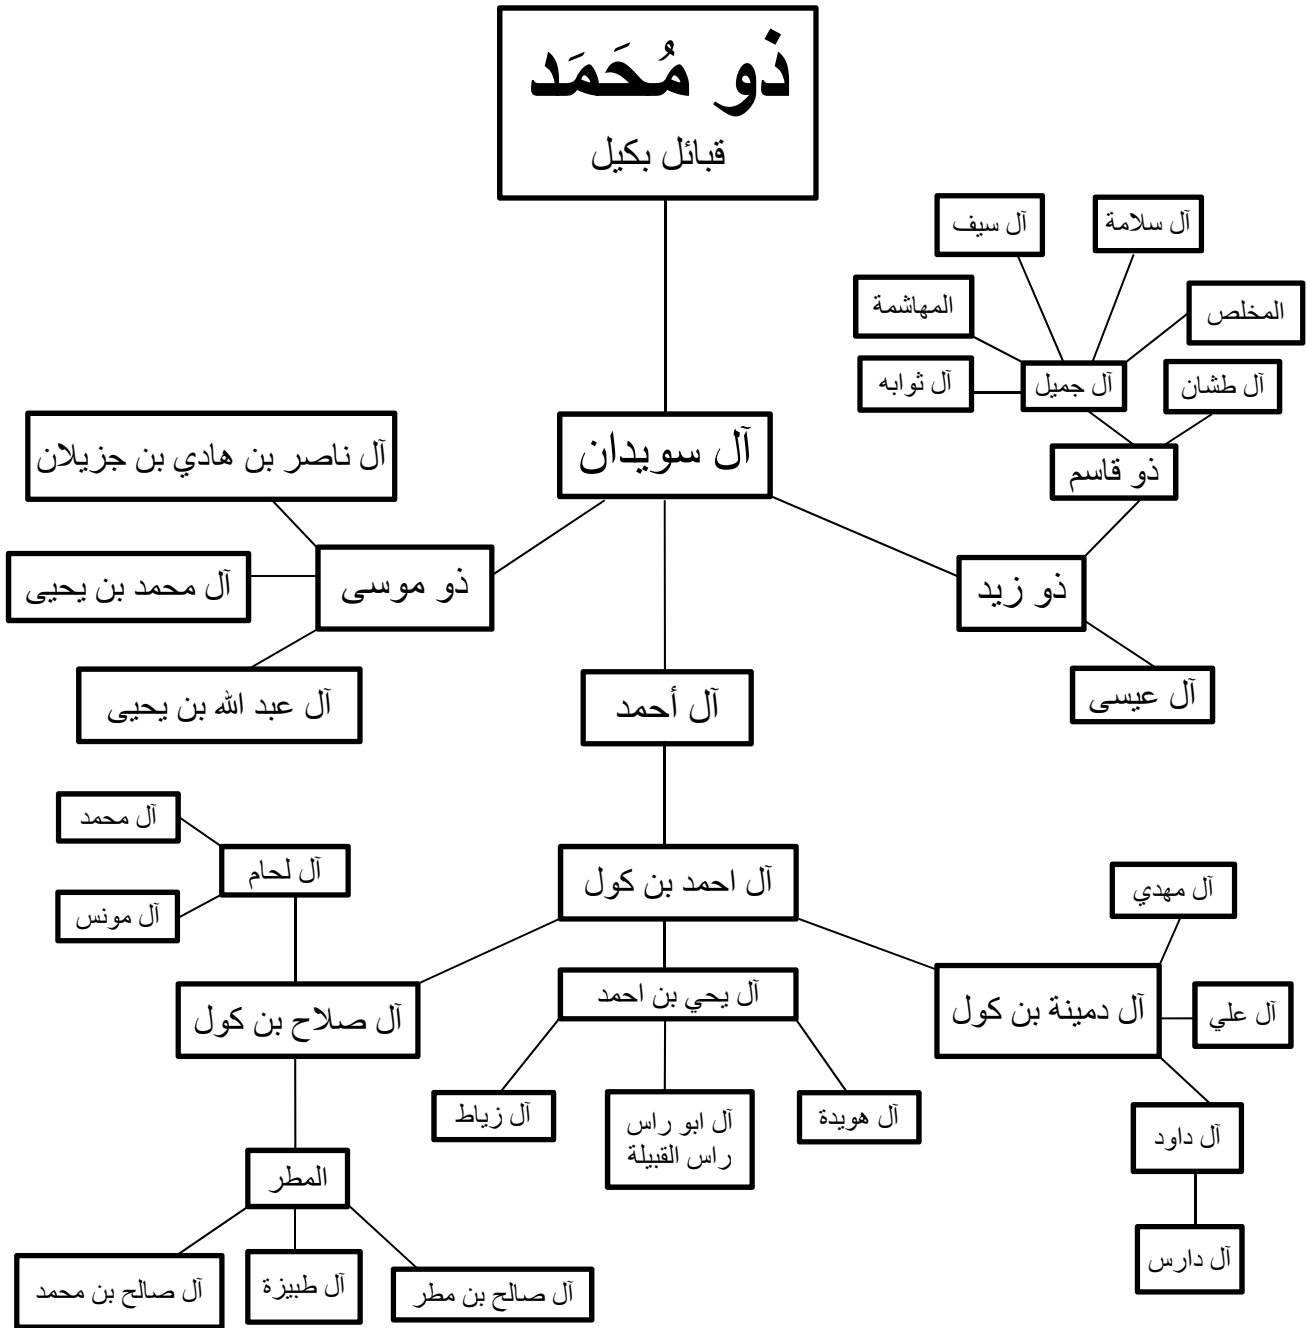 ذو مُحَمَد
قبائل بكيل
آل سلامة
آل سيف
المخلص
المهاشمة
آل طشان
آل جميل
آل ثوابه
ذو قاسم
آل سويدان
آل ناصر بن هادي بن جزيلان
ذو زيد
ذو موسى
آل محمد بن يحيى
آل عيسى
آل أحمد
آل عبد الله بن يحيى
آل محمد
آل لحام
آل مونس
آل احمد بن كول
آل مهدي
آل دمينة بن كول
آل علي
آل يحي بن احمد
آل صلاح بن كول
آل داود
آل هويدة
آل ابو راس
راس القبيلة
آل زياط
المطر
آل دارس
آل صالح بن مطر
آل طبيزة
آل صالح بن محمد